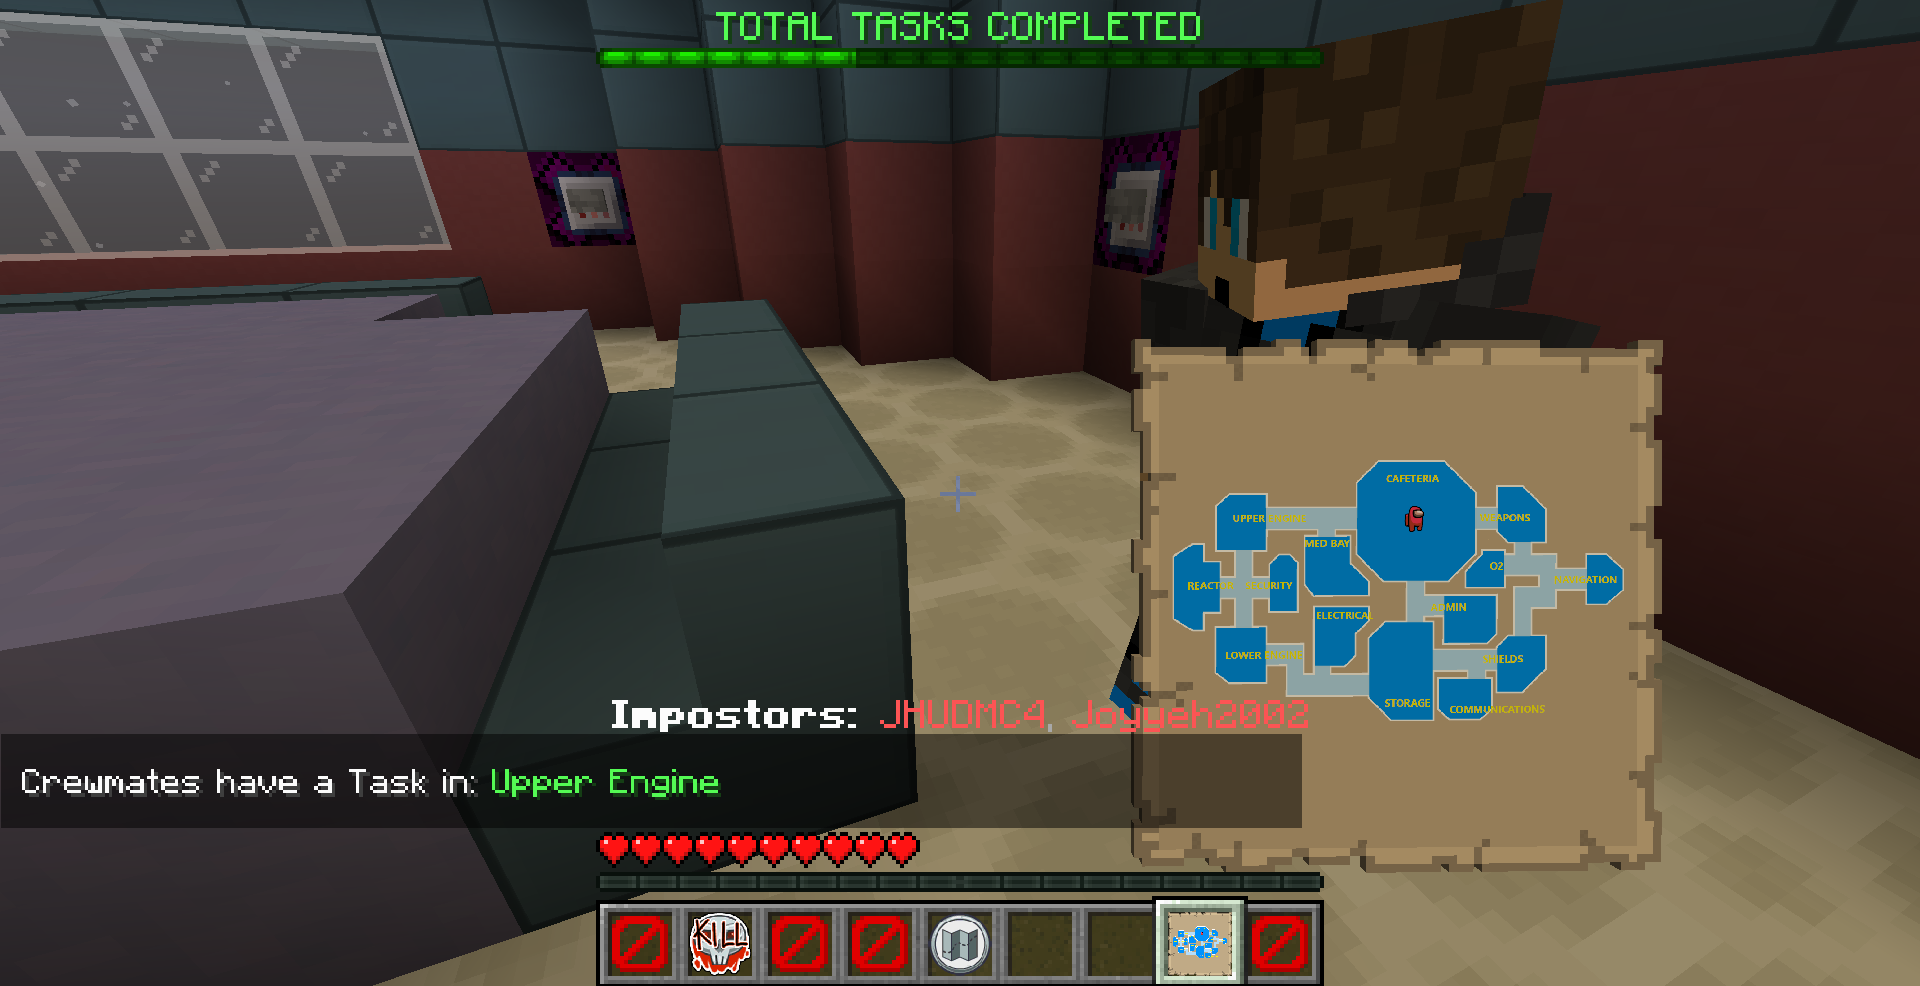 TOTAL TASKS COMPLETED
CAFETERIA
UPPER ENGINE
WEAPONS
MED BAY
O2
REACTOR
SECURITY
NAVIGATION
ADMIN
ELECTRICAL
LOWER ENGINE
SHIELDS
STORAGE
COMMUNICATIONS
Impostors: JHUDMC4, Joyyeh2002
Crewmates have a Task in: Upper Engine
KILL